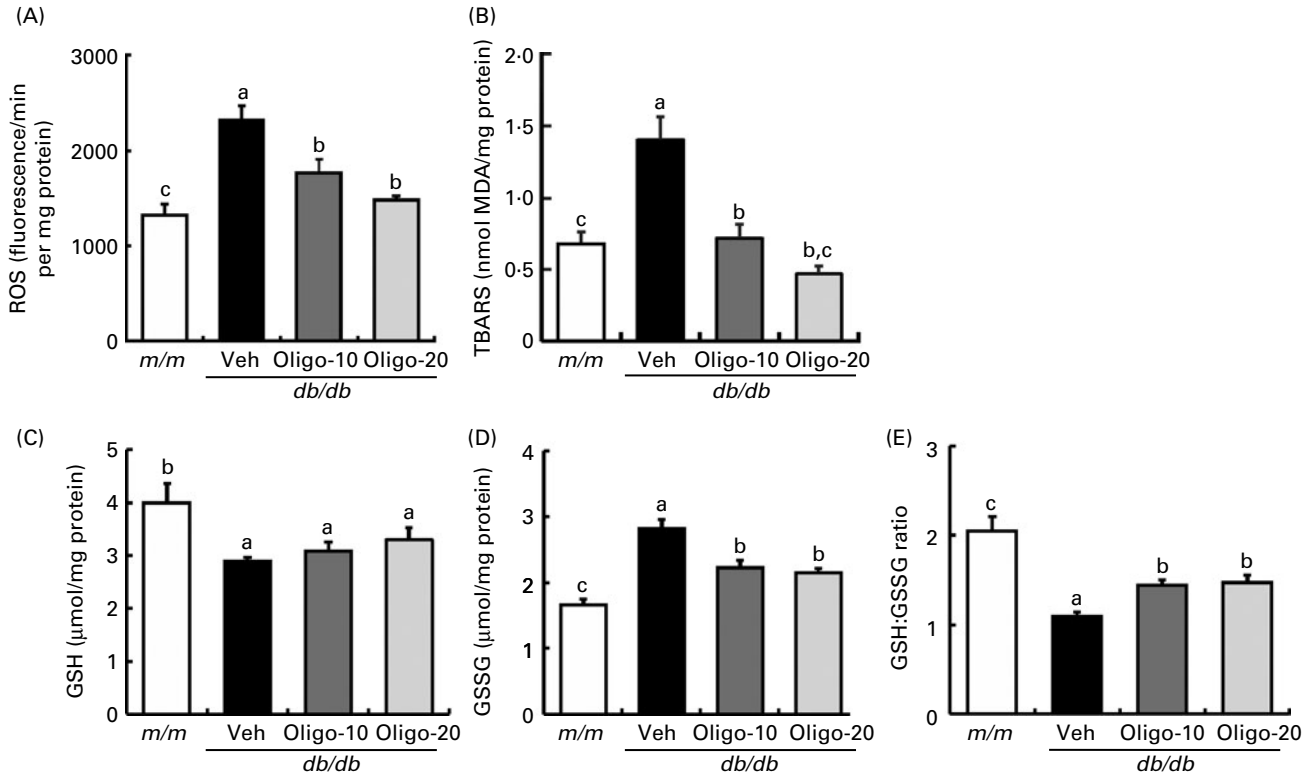 (A)
ROS (fluorescence/min
per mg protein)
3000
2000
1000
0
c
a
b
b
m/m
Veh
Oligo-10
Oligo-20
db/db
(B)
TBARS (nmol MDA/mg protein)
2·0
1·5
1·0
0·5
0
c
a
b
b,c
m/m
Veh
Oligo-10
Oligo-20
db/db
(C)
GSH (μmol/mg protein)
5
4
3
2
1
0
b
a
a
a
m/m
Veh
Oligo-10
Oligo-20
db/db
(D)
GSSG (μmol/mg protein)
4
3
2
1
0
c
a
b
b
m/m
Veh
Oligo-10
Oligo-20
db/db
(E)
GSH:GSSG ratio
3
2
1
0
c
a
b
b
m/m
Veh
Oligo-10
Oligo-20
db/db